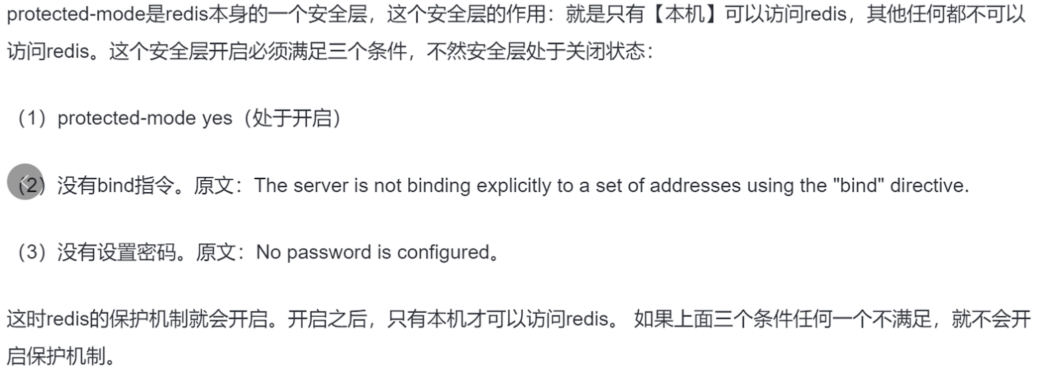 protected-mode是redis本身的一个安全层，这个安全层的作用：就是只有【本机】可以访问redis，其他任何都不可以
访问redis。这个安全层开启必须满足三个条件，不然安全层处于关闭状态：
（1）protected-mode yes（处于开启）
（2）没有bind指令。原文：The server is not binding explicitly to a set of addresses using the "bind" directive.
（3）没有设置密码。原文：No password is configured。
这时redis的保护机制就会开启。开启之后，只有本机才可以访问redis。 如果上面三个条件任何一个不满足，就不会开
启保护机制。